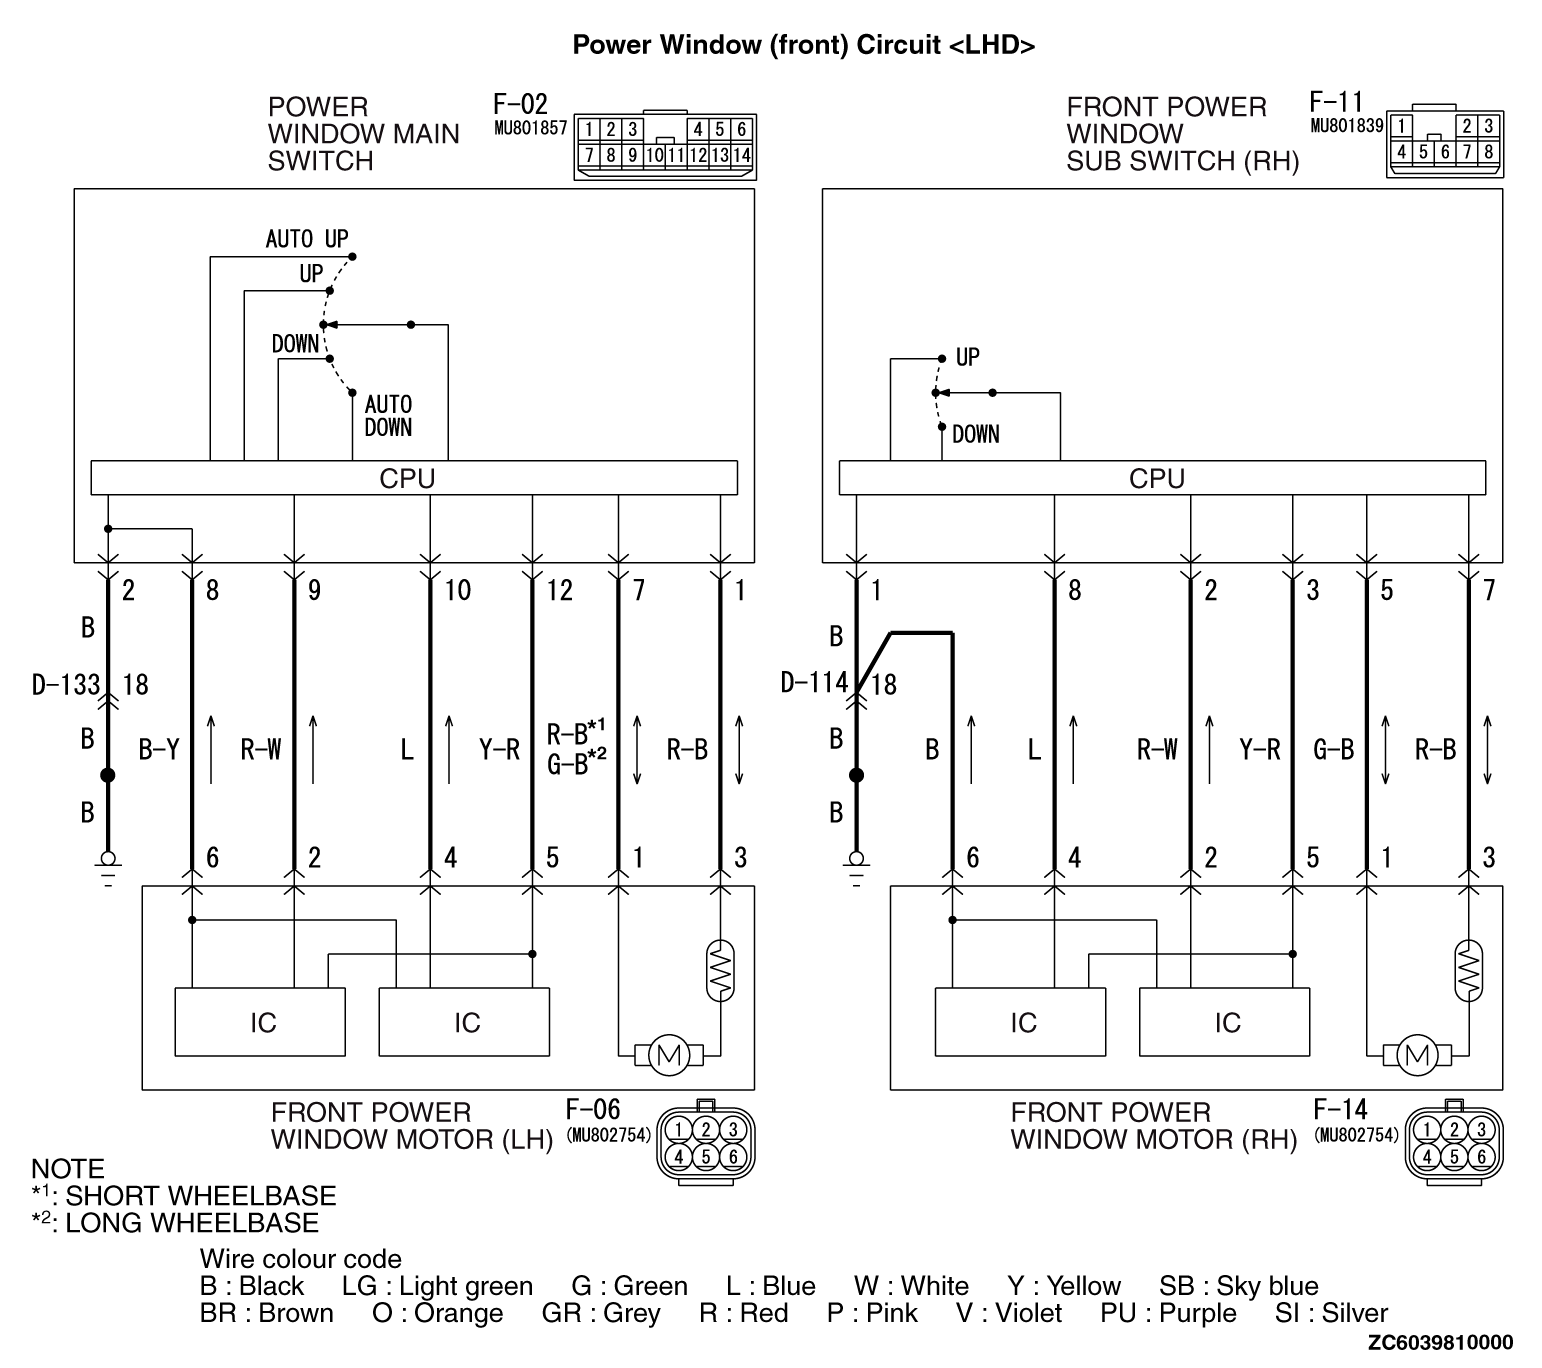 Power Window (front) Circuit <LHD>
POWER
WINDOW MAIN
SWITCH
F-02
MU801857
1 2 3 4 5 6
7 8 9 10 11 12 13 14
FRONT POWER
WINDOW
SUB SWITCH (RH)
F-11
MU801839
1 2 3
4 5 6 7 8
AUTO UP
UP
DOWN
AUTO
DOWN
CPU
UP
DOWN
CPU
2 8 9 10 12 7 1
1 8 2 3 5 7
B
D-133 18
B
B
B-Y
R-W
L
Y-R
R-B*1
G-B*2
R-B
B
D-114 18
B
B
B
L
R-W
Y-R
G-B
R-B
6 2 4 5 1 3
6 4 2 5 1 3
IC
IC
M
IC
IC
M
FRONT POWER
WINDOW MOTOR (LH)
F-06
(MU802754)
1 2 3
4 5 6
FRONT POWER
WINDOW MOTOR (RH)
F-14
(MU802754)
1 2 3
4 5 6
NOTE
*1: SHORT WHEELBASE
*2: LONG WHEELBASE
Wire colour code
B : Black LG : Light green G : Green L : Blue W : White Y : Yellow SB : Sky blue
BR : Brown O : Orange GR : Grey R : Red P : Pink V : Violet PU : Purple SI : Silver
ZC6039810000